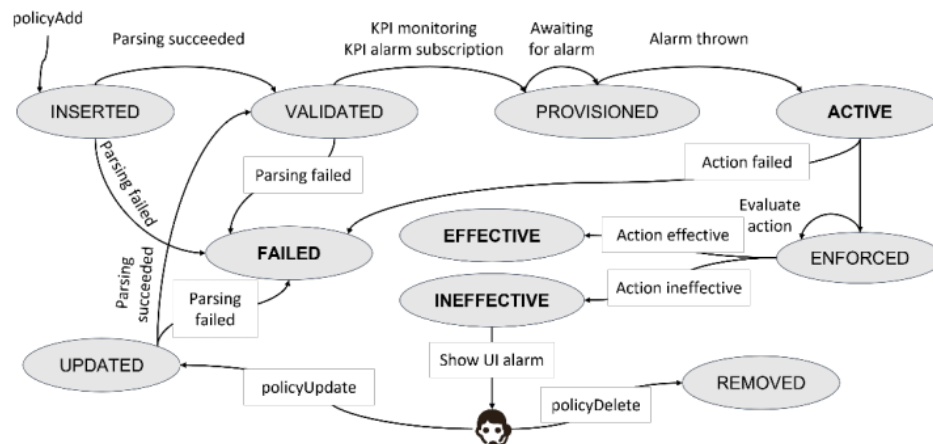 policyAdd
Parsing succeeded
KPI monitoring
KPI alarm subscription
Awaiting
for alarm
Alarm thrown
INSERTED
VALIDATED
PROVISIONED
ACTIVE
Parsing failed
Parsing failed
Action failed
Evaluate
action
FAILED
EFFECTIVE
Action effective
ENFORCED
Parsing
succeeded
Parsing
failed
INEFFECTIVE
Action ineffective
UPDATED
Show UI alarm
REMOVED
policyUpdate
policyDelete